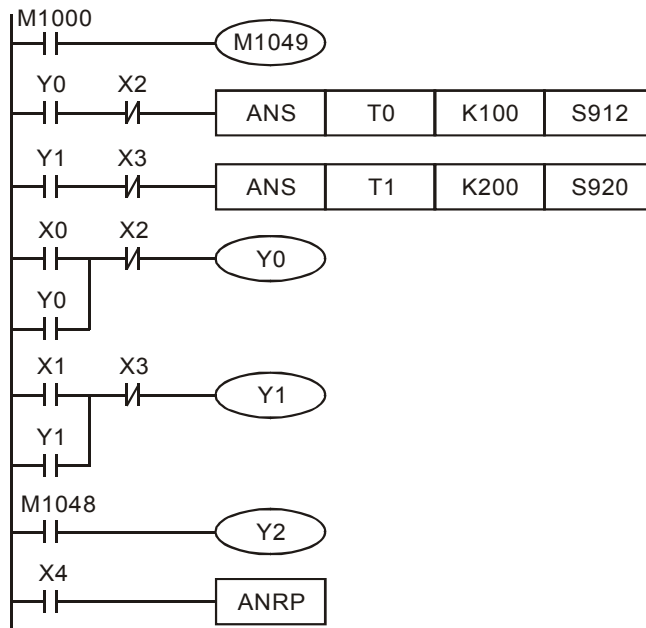 M1000
M1049
Y0 X2
ANS T0 K100 S912
Y1 X3
ANS T1 K200 S920
X0 X2
Y0
Y0
X1 X3
Y1
Y1
M1048
Y2
X4
ANRP